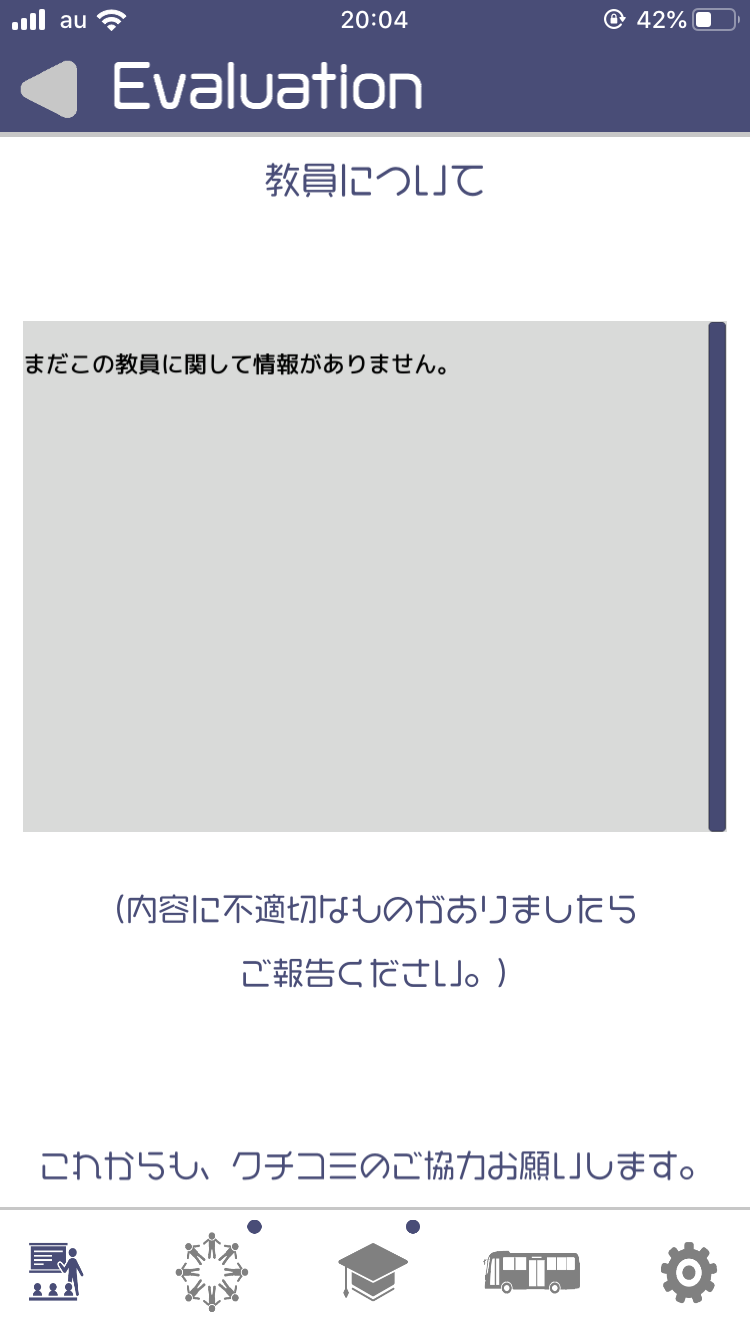 au 20:04 42%
Evaluation
教員について
まだこの教員に関して情報がありません。
（内容に不適切なものがありましたら
ご報告ください。）
これからも、クチコミのご協力お願いします。